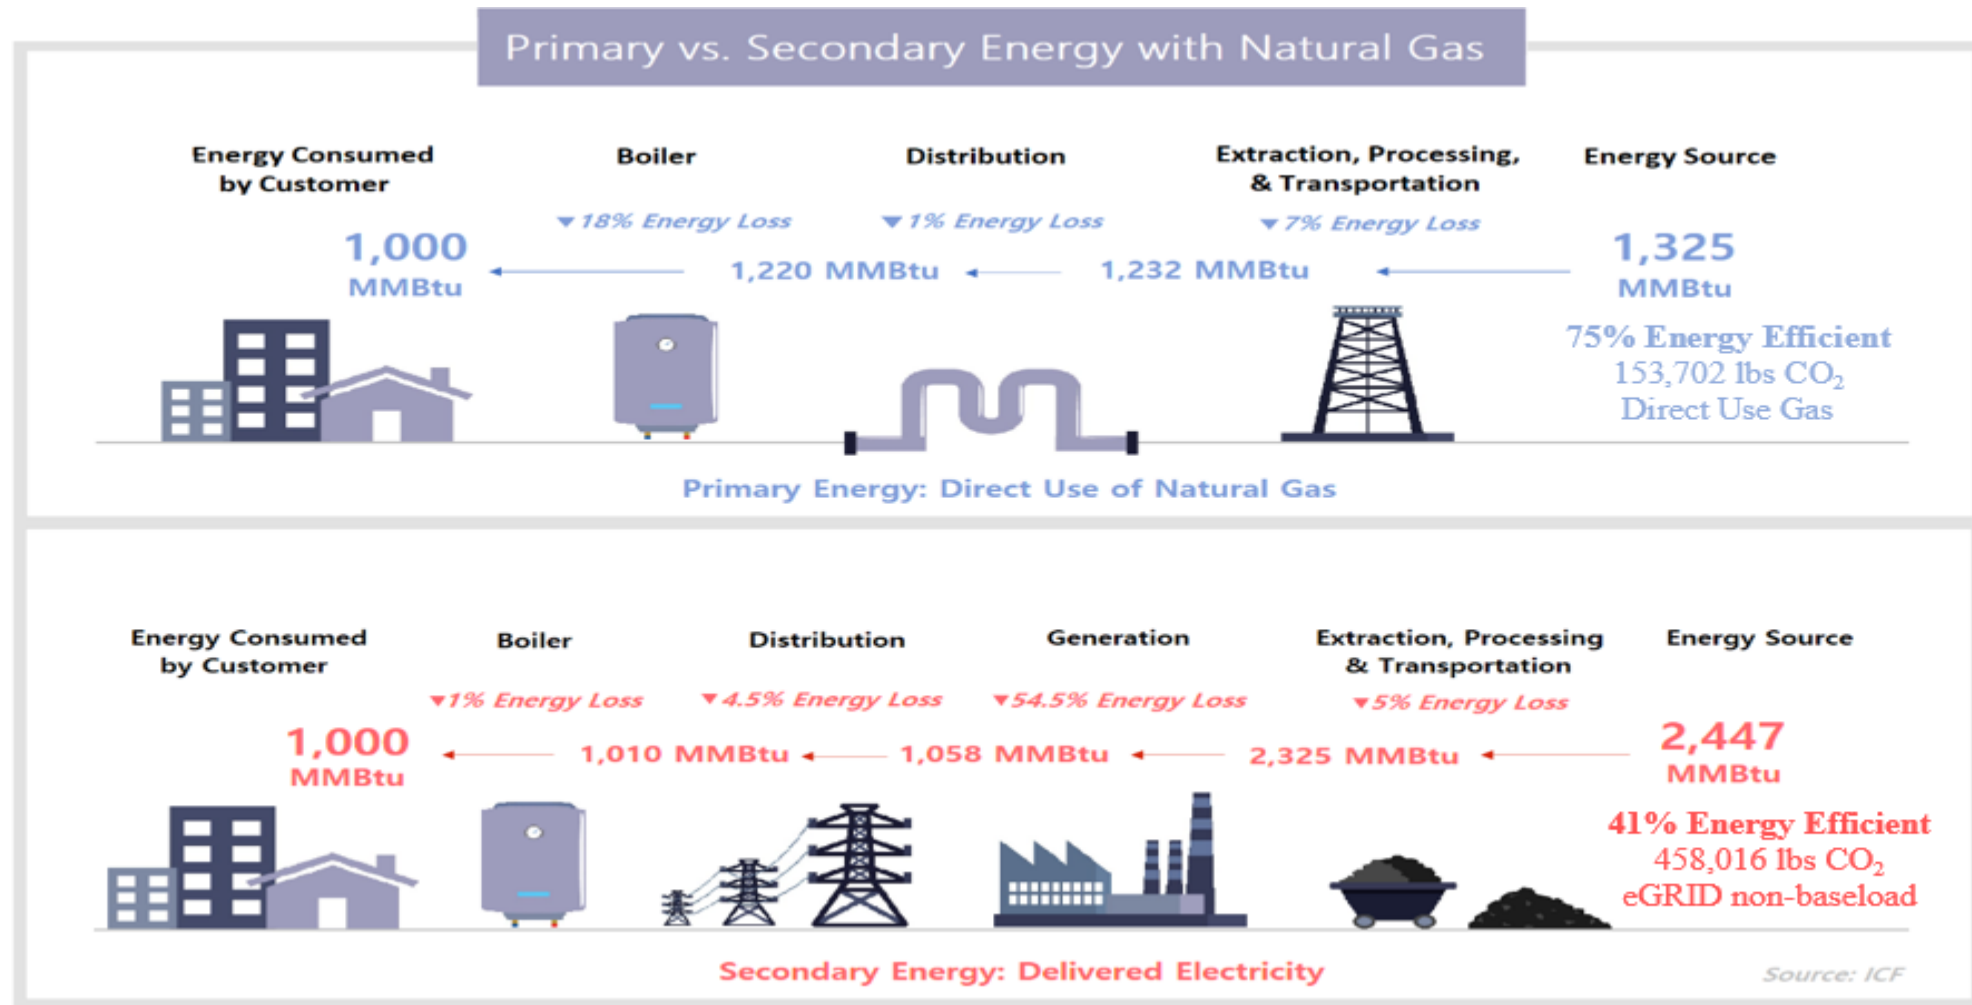 Primary vs. Secondary Energy with Natural Gas
Energy Consumed
by Customer
Boiler
Distribution
Extraction, Processing,
& Transportation
Energy Source
▼18% Energy Loss
▼1% Energy Loss
▼7% Energy Loss
1,000
MMBtu
1,220 MMBtu
1,232 MMBtu
1,325
MMBtu
75% Energy Efficient
153,702 lbs CO₂
Direct Use Gas
Primary Energy: Direct Use of Natural Gas
Energy Consumed
by Customer
Boiler
Distribution
Generation
Extraction, Processing
& Transportation
Energy Source
▼1% Energy Loss
▼4.5% Energy Loss
▼54.5% Energy Loss
▼5% Energy Loss
1,000
MMBtu
1,010 MMBtu
1,058 MMBtu
2,325 MMBtu
2,447
MMBtu
41% Energy Efficient
458,016 lbs CO₂
eGRID non-baseload
Secondary Energy: Delivered Electricity
Source: ICF